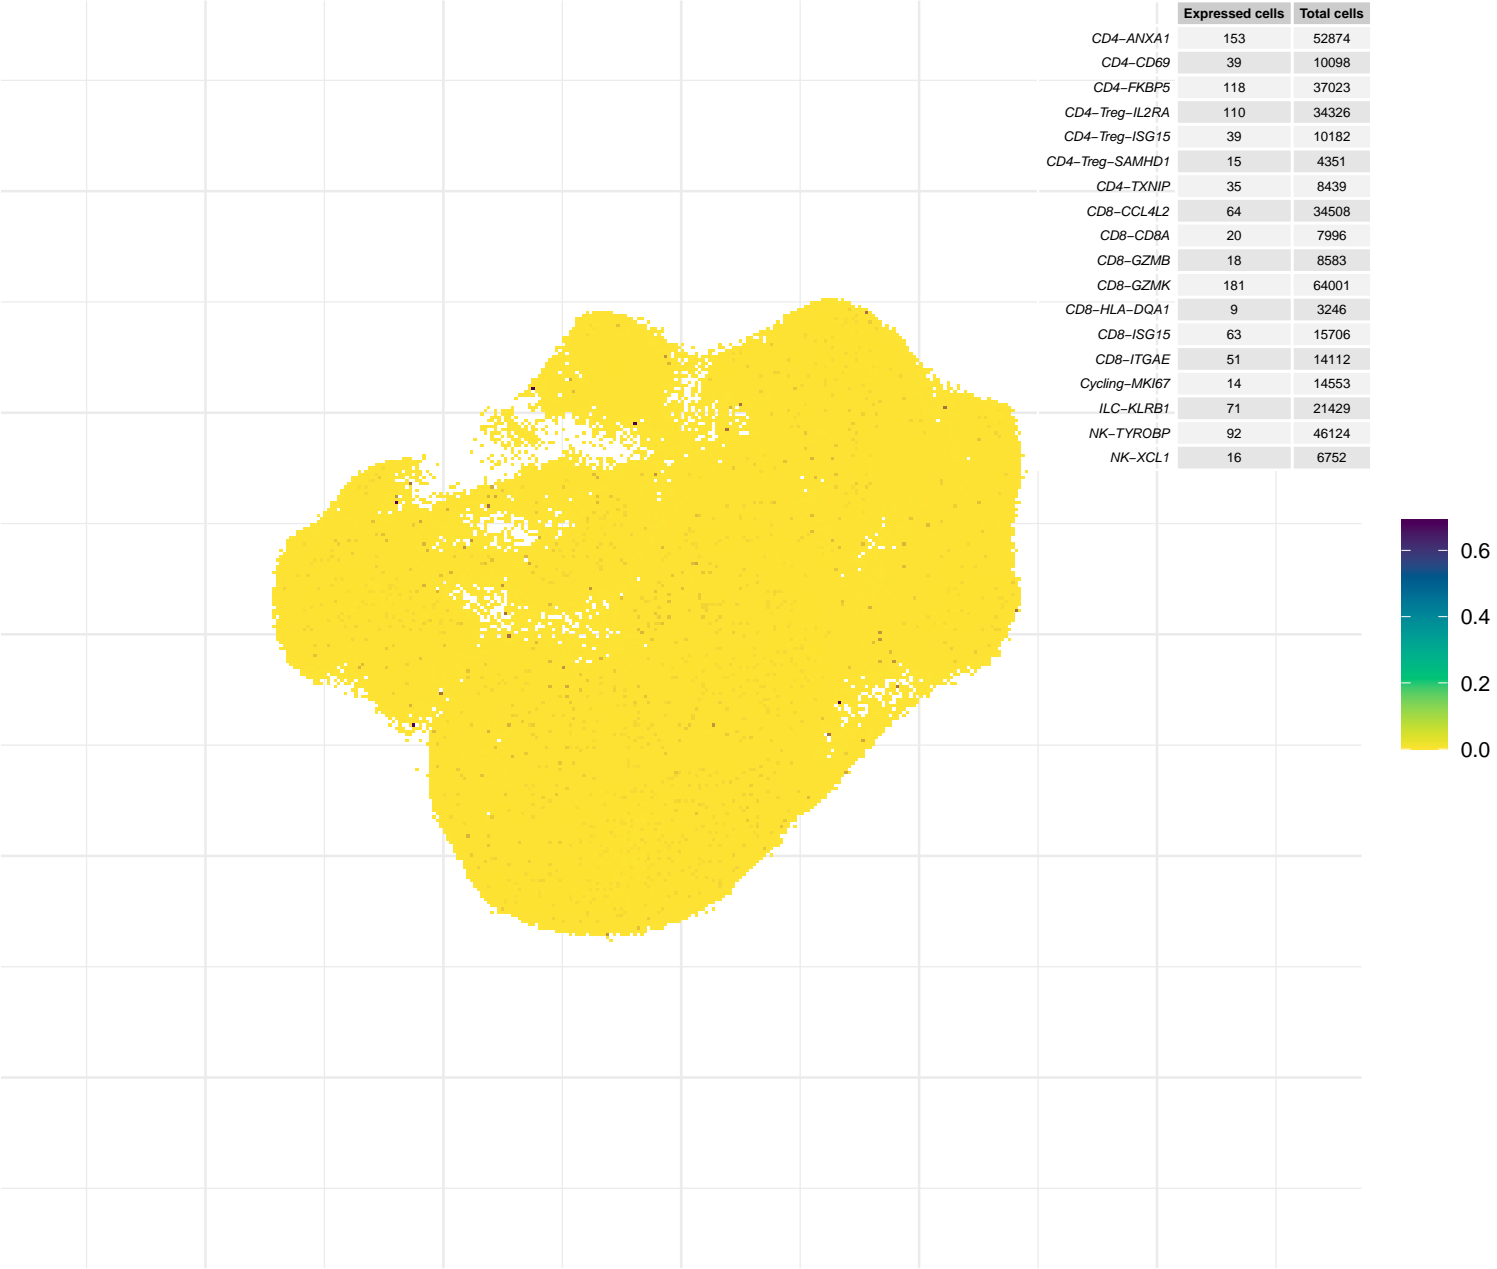 Expressed cells Total cells
CD4−ANXA1 153 52874
CD4−CD69 39 10098
CD4−FKBP5 118 37023
CD4−Treg−IL2RA 110 34326
CD4−Treg−ISG15 39 10182
CD4−Treg−SAMHD1 15 4351
CD4−TXNIP 35 8439
CD8−CCL4L2 64 34508
CD8−CD8A 20 7996
CD8−GZMB 18 8583
CD8−GZMK 181 64001
CD8−HLA−DQA1 9 3246
CD8−ISG15 63 15706
CD8−ITGAE 51 14112
Cycling−MKI67 14 14553
ILC−KLRB1 71 21429
NK−TYROBP 92 46124
NK−XCL1 16 6752
0.6
0.4
0.2
0.0